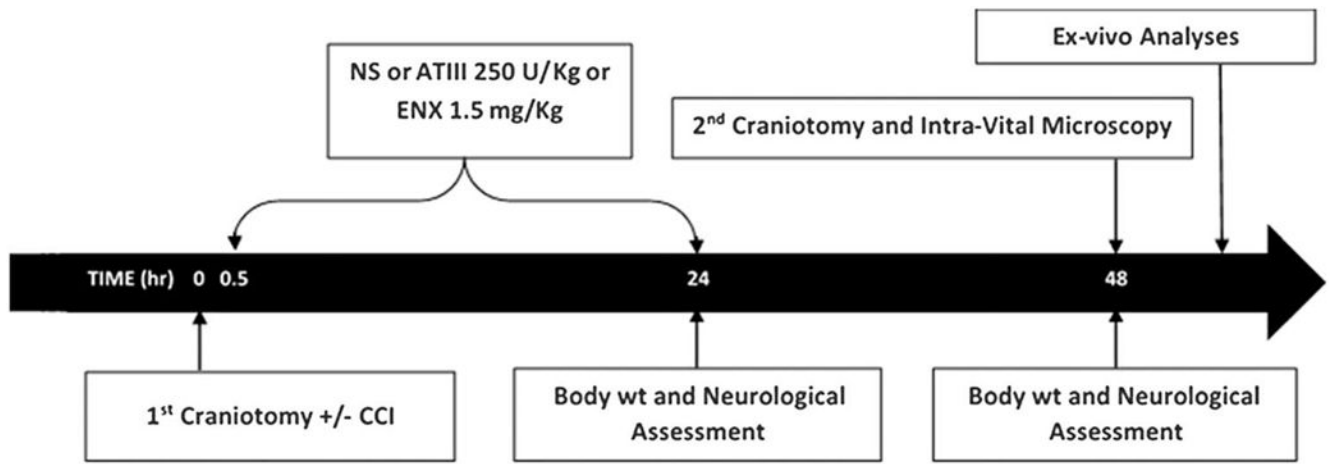 Ex-vivo Analyses
NS or ATIII 250 U/Kg or
ENX 1.5 mg/Kg
2nd Craniotomy and Intra-Vital Microscopy
TIME (hr) 0 0.5 24 48
1st Craniotomy +/- CCI
Body wt and Neurological
Assessment
Body wt and Neurological
Assessment